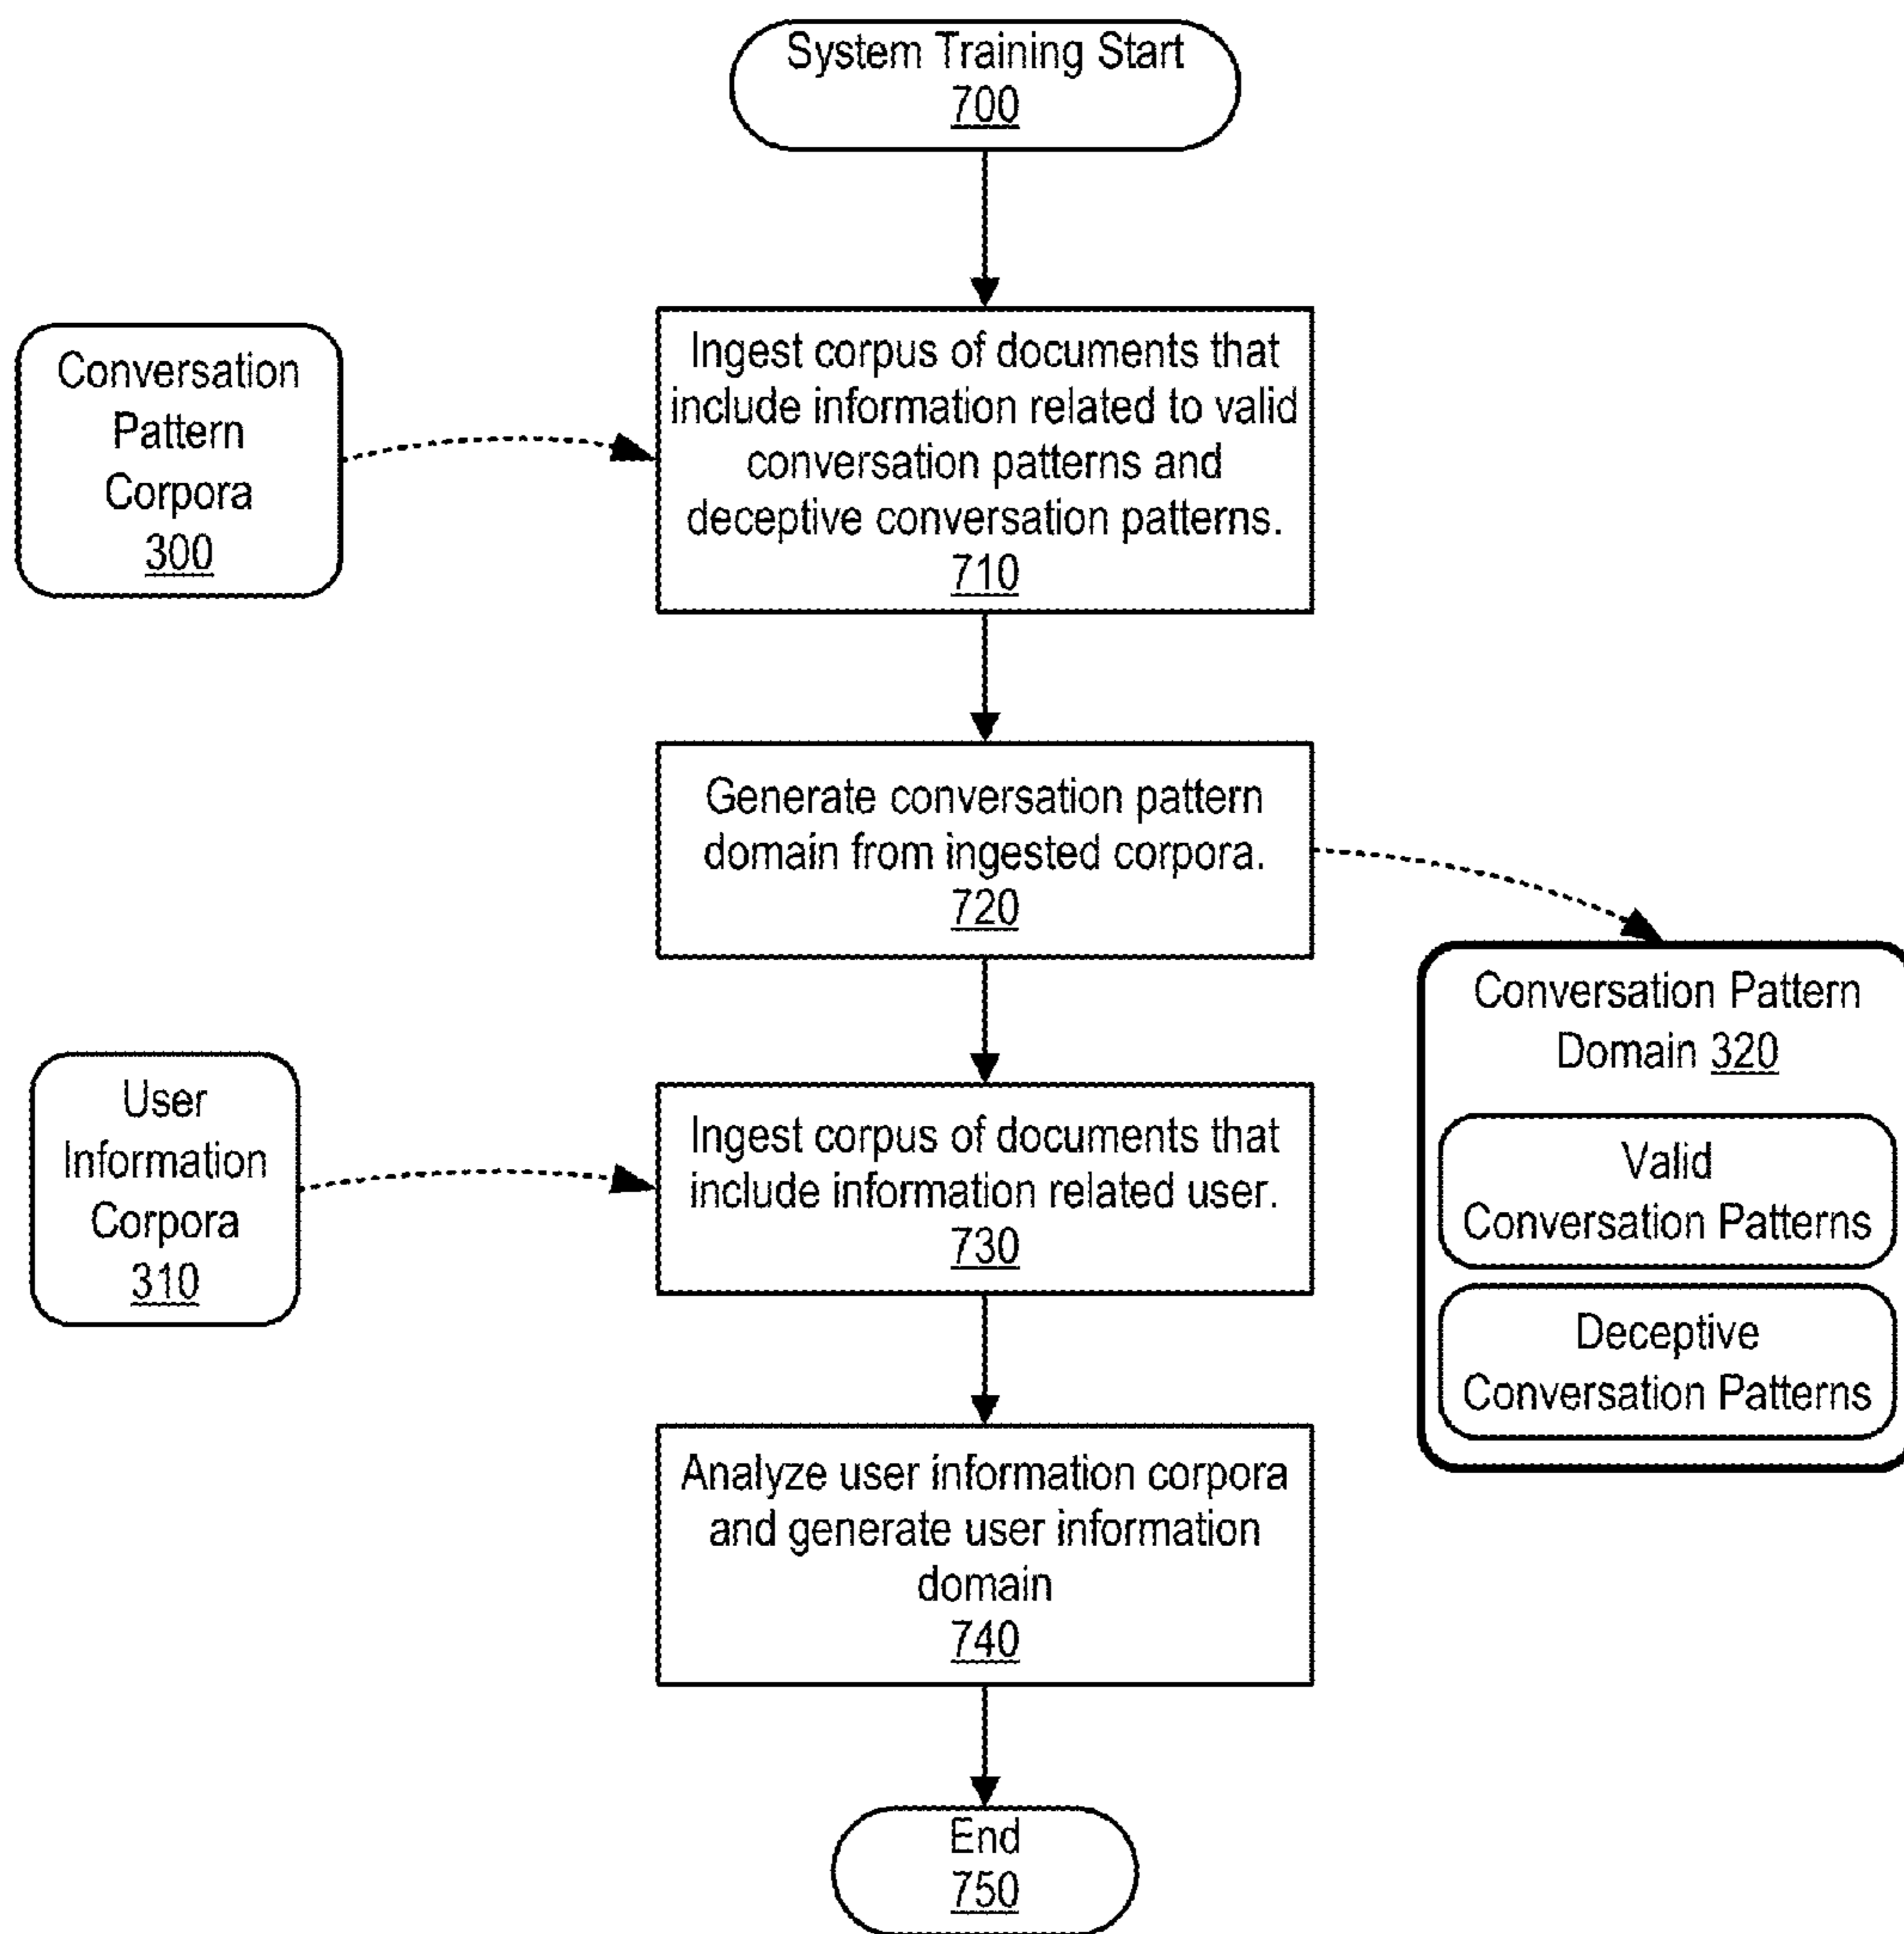 System Training Start
700
Conversation
Pattern
Corpora
300
Ingest corpus of documents that
include information related to valid
conversation patterns and
deceptive conversation patterns.
710
Generate conversation pattern
domain from ingested corpora.
720
Conversation Pattern
Domain 320
Valid
Conversation Patterns
Deceptive
Conversation Patterns
User
Information
Corpora
310
Ingest corpus of documents that
include information related user.
730
Analyze user information corpora
and generate user information
domain
740
End
750